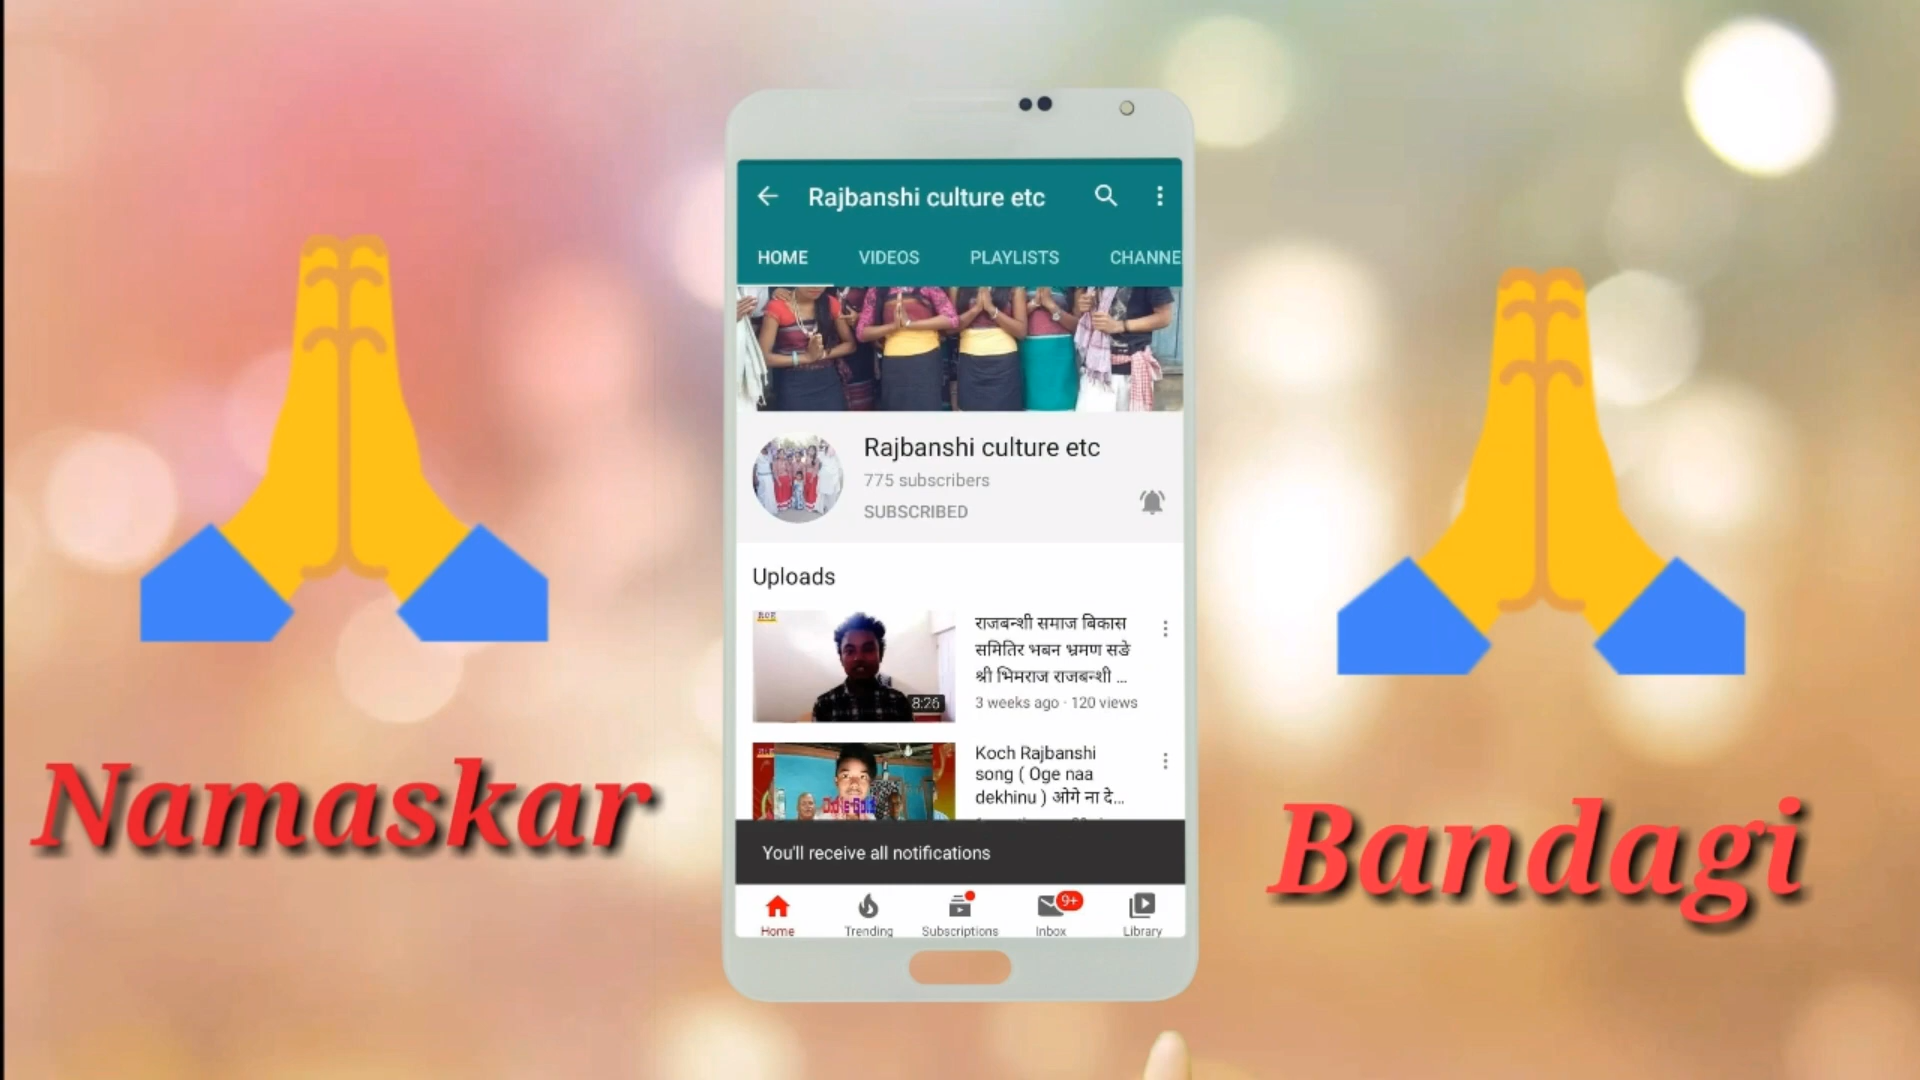 Rajbanshi culture etc
HOME VIDEOS PLAYLISTS CHANNE
Rajbanshi culture etc
775 subscribers
SUBSCRIBED
Uploads
राजबन्शी समाज बिकास
समितिर भबन भ्रमण सङे
श्री भिमराज राजबन्शी ...
3 weeks ago · 120 views
8:26
Koch Rajbanshi
song ( Oge naa
dekhinu ) ओगे ना दे...
You'll receive all notifications
9+
Home Trending Subscriptions Inbox Library
Namaskar
Bandagi